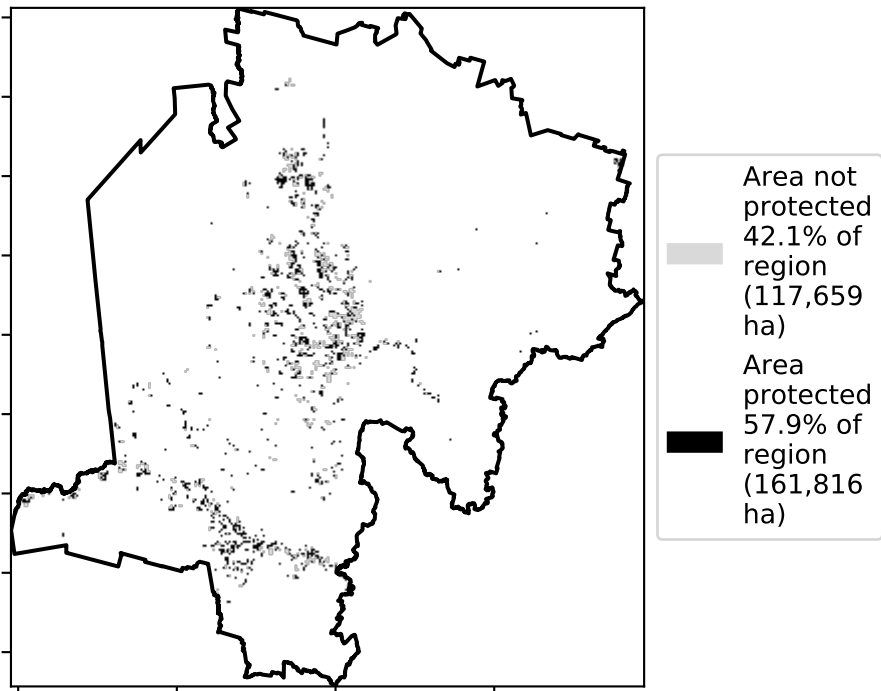 Area not
protected
42.1% of
region
(117,659
ha)
Area
protected
57.9% of
region
(161,816
ha)